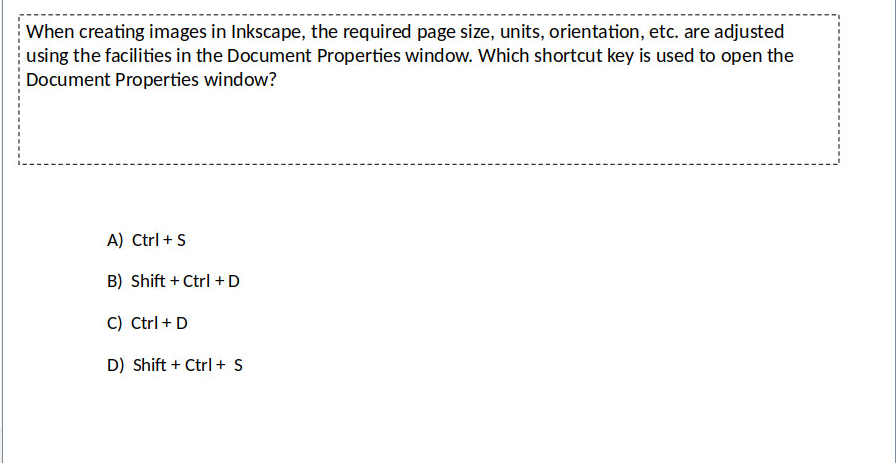 When creating images in Inkscape, the required page size, units, orientation, etc. are adjusted
using the facilities in the Document Properties window. Which shortcut key is used to open the
Document Properties window?
A) Ctrl + S
B) Shift + Ctrl + D
C) Ctrl + D
D) Shift + Ctrl + S